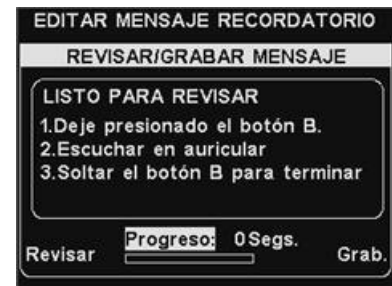 EDITAR MENSAJE RECORDATORIO
REVISAR/GRABAR MENSAJE
LISTO PARA REVISAR
1.Deje presionado el botón B.
2.Escuchar en auricular
3.Soltar el botón B para terminar
Progreso: 0Segs.
Revisar Grab.